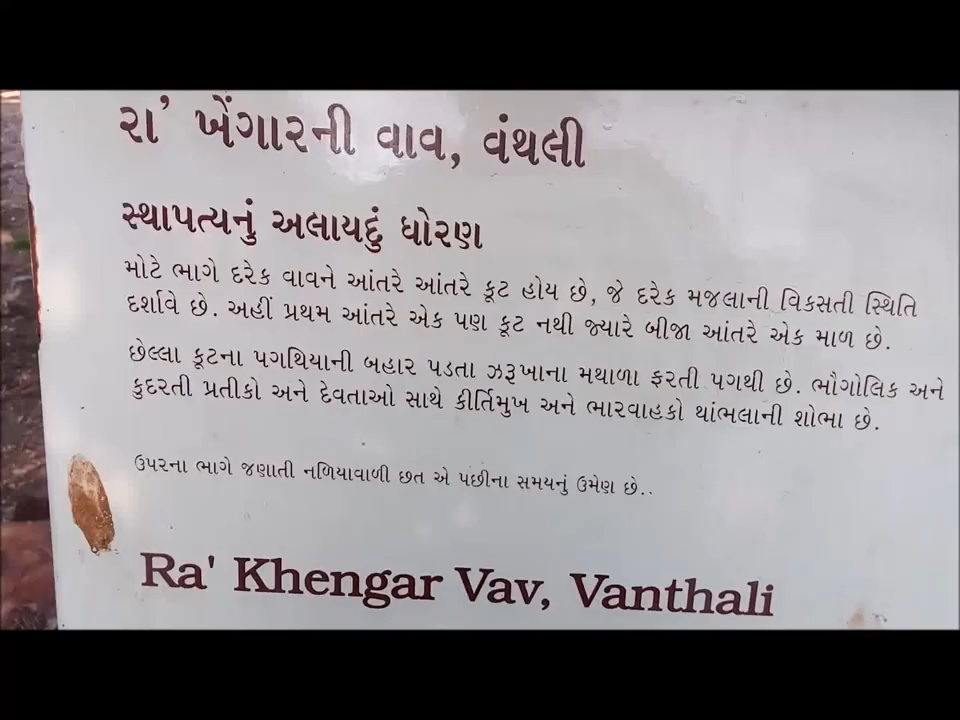 રા' ખેંગારની વાવ, વંથલી
સ્થાપત્યનું અલાયદું ધોરણ
મોટે ભાગે દરેક વાવને આંતરે આંતરે કૂટ હોય છે, જે દરેક મજલાની વિકસતી સ્થિતિ
દર્શાવે છે. અહીં પ્રથમ આંતરે એક પણ કૂટ નથી જ્યારે બીજા આંતરે એક માળ છે.
છેલ્લા કૂટના પગથિયાની બહાર પડતા ઝરૂખાના મથાળા ફરતી પગથી છે. ભૌગોલિક અને
કુદરતી પ્રતીકો અને દેવતાઓ સાથે કીર્તિમુખ અને ભારવાહકો થાંભલાની શોભા છે.
ઉપરના ભાગે જણાતી નળિયાવાળી છત એ પછીના સમયનું ઉમેણ છે..
Ra' Khengar Vav, Vanthali